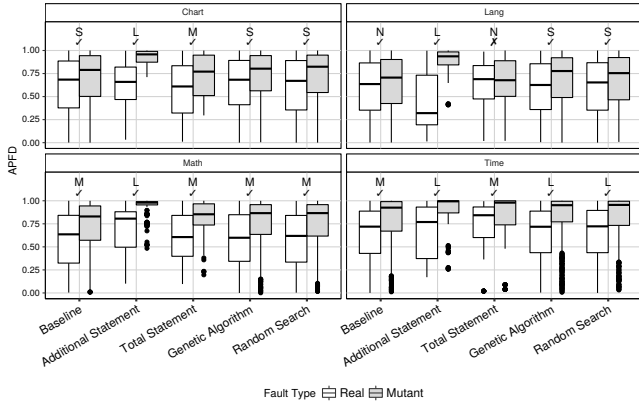 Chart Lang
S L M S S N L N S S
✓ ✓ ✓ ✓ ✓ ✓ ✓ ✗ ✓ ✓
1.00
0.75
0.50
0.25
0.00
APFD
Math Time
M L M M M M L M L L
✓ ✓ ✓ ✓ ✓ ✓ ✓ ✓ ✓ ✓
1.00
0.75
0.50
0.25
0.00
Baseline
Additional Statement
Total Statement
Genetic Algorithm
Random Search
Baseline
Additional Statement
Total Statement
Genetic Algorithm
Random Search
Fault Type Real Mutant